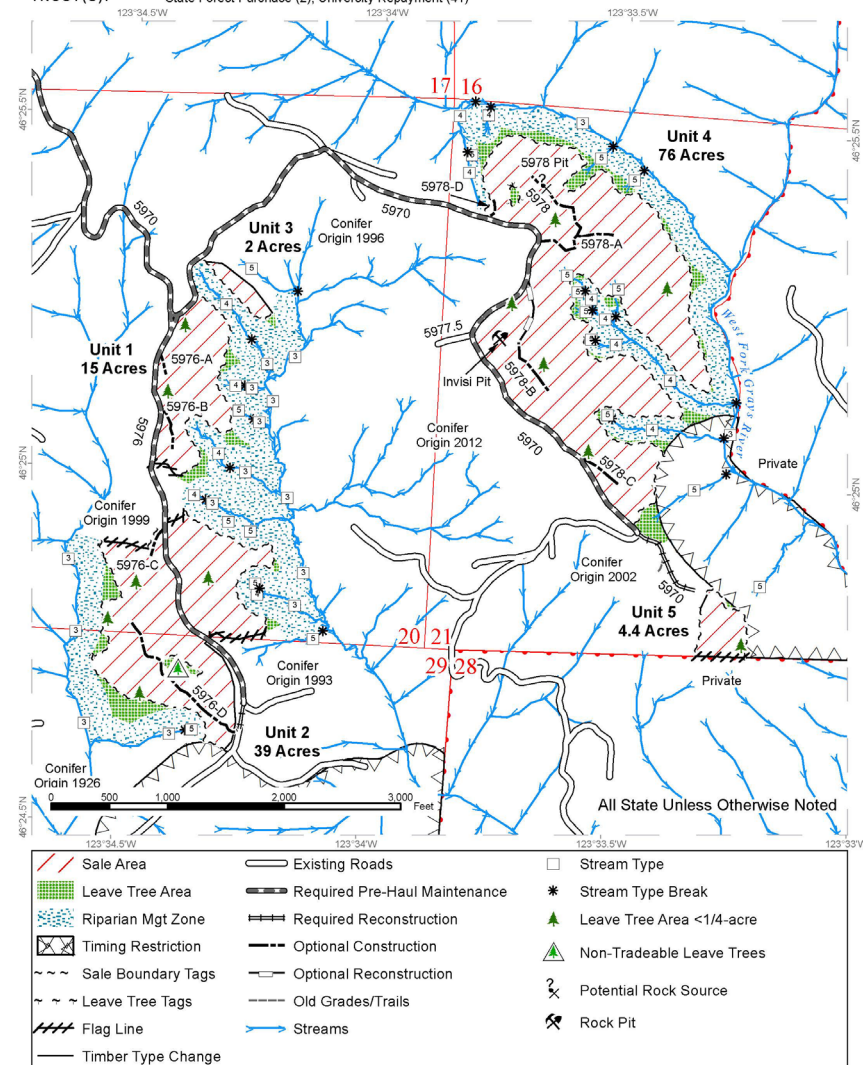 TRUST(S): State Forest Purchase (2), University Repayment (41)
123°34.5'W 123°34'W 123°33.5'W
46°25.5'N
46°25.5'N
17 16
Unit 4
76 Acres
5978 Pit
5978-D
5978
5978-A
5970
5970
Unit 3
2 Acres
Conifer
Origin 1996
West Fork Grays River
5977.5
Unit 1
15 Acres
5976-A
5976-B
5976
Invisi Pit
5978-B
Conifer
Origin 2012
5970
5978-C
Private
46°25'N
46°25'N
Conifer
Origin 1999
5976-C
Conifer
Origin 2002
5970
Unit 5
4.4 Acres
20 21
29 28
Private
Conifer
Origin 1993
5976-D
Unit 2
39 Acres
Conifer
Origin 1926
0 500 1,000 2,000 3,000
Feet
All State Unless Otherwise Noted
46°24.5'N
123°34.5'W 123°34'W 123°33.5'W 123°33'W
Sale Area
Leave Tree Area
Riparian Mgt Zone
Timing Restriction
Sale Boundary Tags
Leave Tree Tags
Flag Line
Timber Type Change
Existing Roads
Required Pre-Haul Maintenance
Required Reconstruction
Optional Construction
Optional Reconstruction
Old Grades/Trails
Streams
Stream Type
Stream Type Break
Leave Tree Area <1/4-acre
Non-Tradeable Leave Trees
Potential Rock Source
Rock Pit